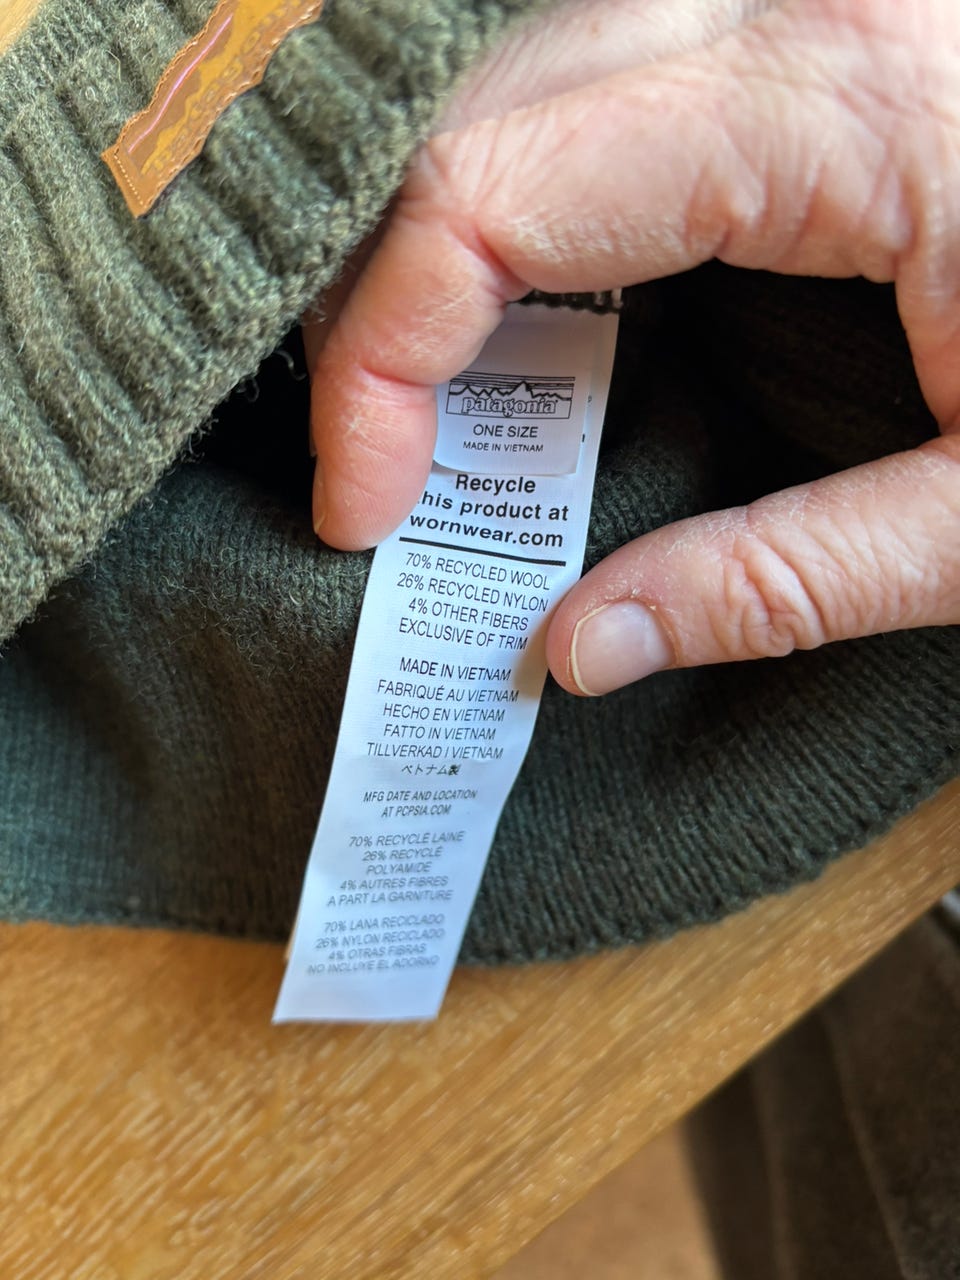 patagonia
ONE SIZE
MADE IN VIETNAM
Recycle
his product at
wornwear.com
70% RECYCLED WOOL
26% RECYCLED NYLON
4% OTHER FIBERS
EXCLUSIVE OF TRIM
MADE IN VIETNAM
FABRIQUÉ AU VIETNAM
HECHO EN VIETNAM
FATTO IN VIETNAM
TILLVERKAD I VIETNAM
ベトナム製
MFG DATE AND LOCATION
AT PCPSIA.COM
70% RECYCLÉ LAINE
26% RECYCLÉ
POLYAMIDE
4% AUTRES FIBRES
A PART LA GARNITURE
70% LANA RECICLADO
26% NYLON RECICLADO
4% OTRAS FIBRAS
NO INCLUYE EL ADORNO